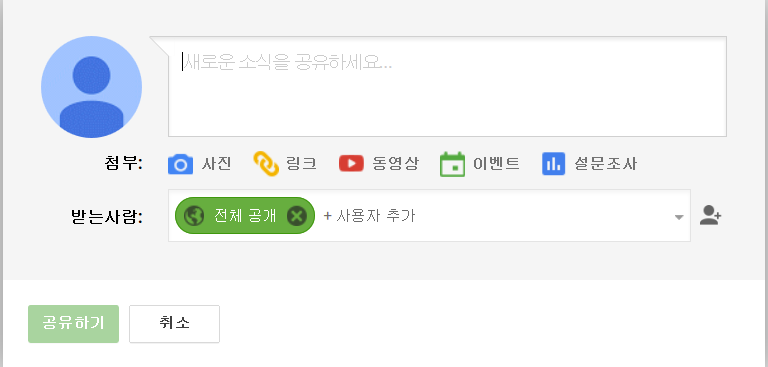 새로운 소식을 공유하세요...
첨부: 사진 링크 동영상 이벤트 설문조사
받는사람: 전체 공개 + 사용자 추가
공유하기 취소